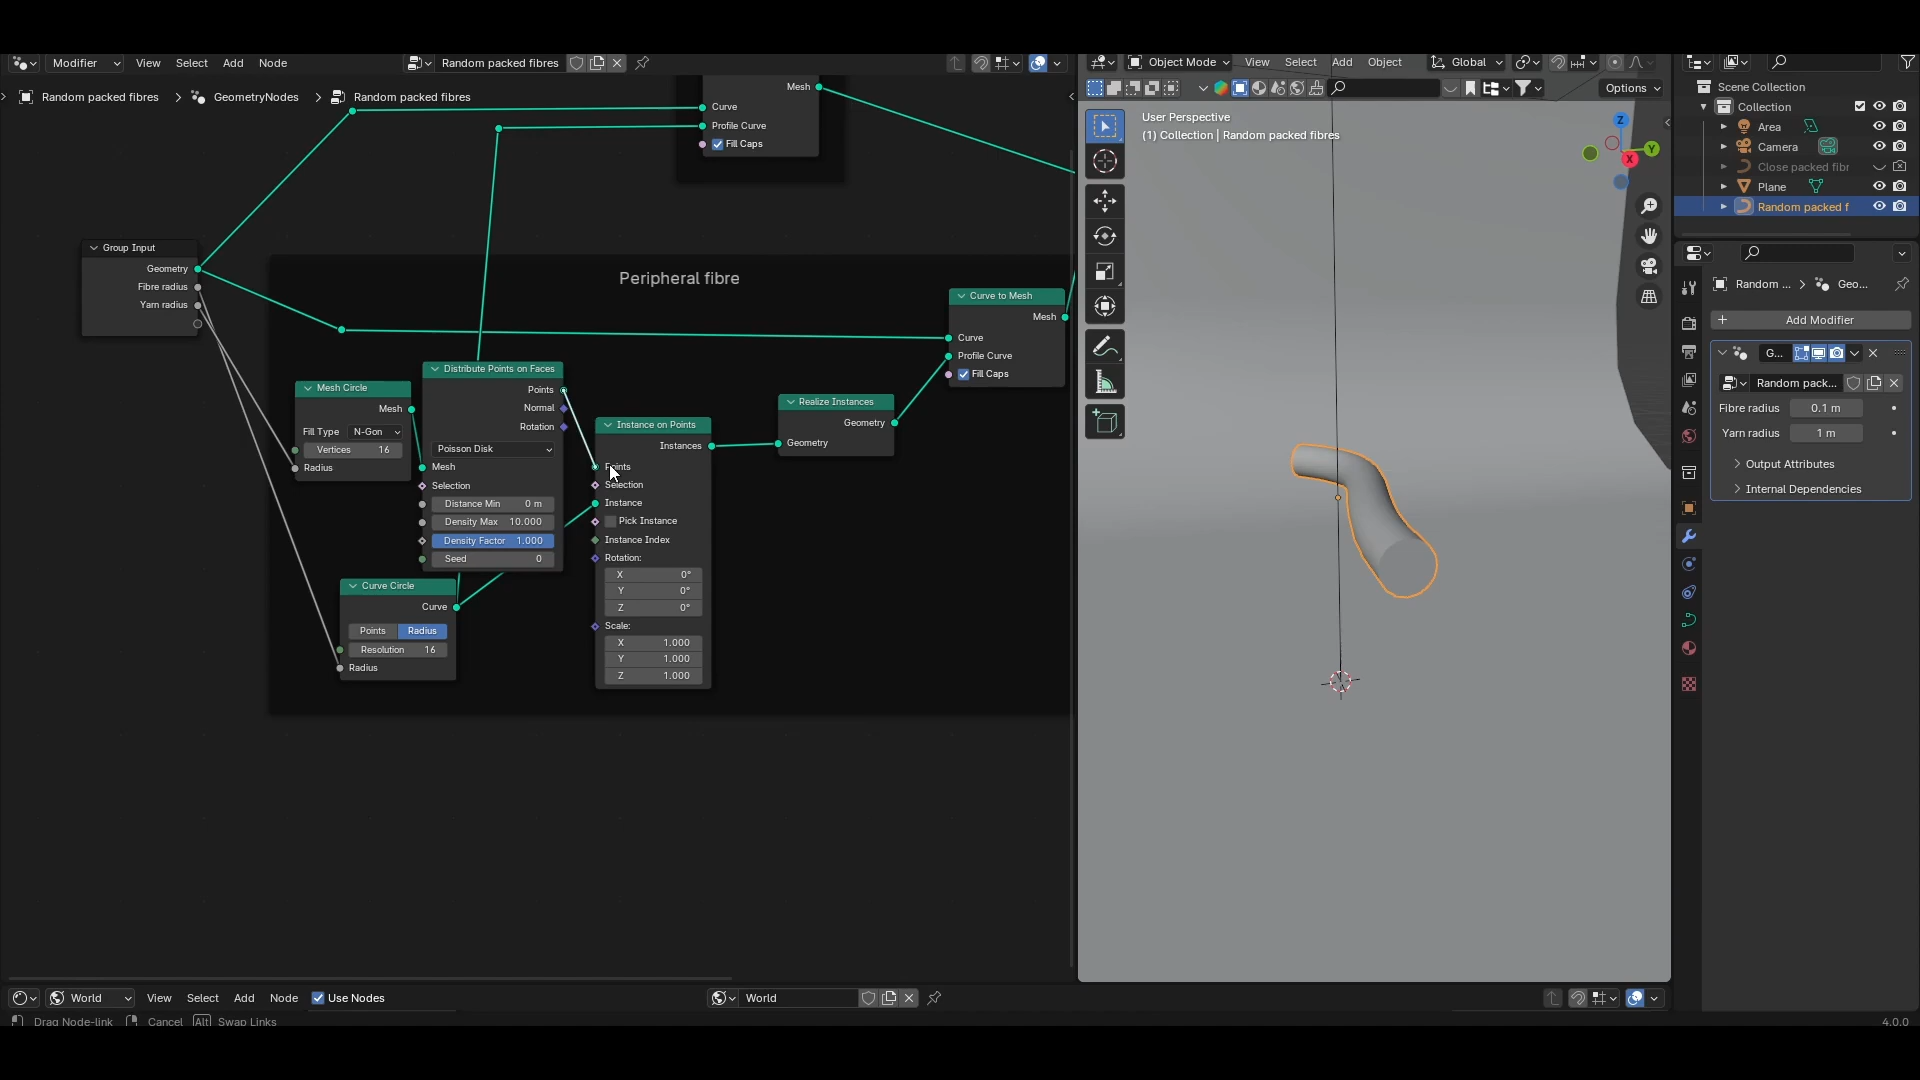 Modifier
View
Select
Add
Node
Random packed fibres
Random packed fibres
GeometryNodes
Random packed fibres
Mesh
Curve
Profile Curve
Fill Caps
Group Input
Geometry
Fibre radius
Yarn radius
Peripheral fibre
Curve to Mesh
Mesh
Curve
Profile Curve
Fill Caps
Distribute Points on Faces
Points
Normal
Rotation
Poisson Disk
Mesh
Selection
Distance Min 0 m
Density Max 10.000
Density Factor 1.000
Seed 0
Mesh Circle
Mesh
Fill Type N-Gon
Vertices 16
Radius
Instance on Points
Instances
Points
Selection
Instance
Pick Instance
Instance Index
Rotation:
X 0°
Y 0°
Z 0°
Scale:
X 1.000
Y 1.000
Z 1.000
Realize Instances
Geometry
Geometry
Curve Circle
Curve
Points Radius
Resolution 16
Radius
Object Mode
View
Select
Add
Object
Global
Options
User Perspective
(1) Collection | Random packed fibres
Z
Y
X
Scene Collection
Collection
Area
Camera
Close packed fibr
Plane
Random packed f
Random ...
Geo...
Add Modifier
G...
Random pack...
Fibre radius 0.1 m
Yarn radius 1 m
Output Attributes
Internal Dependencies
World
View
Select
Add
Node
Use Nodes
World
Drag Node-link
Cancel
Alt Swap Links
4.0.0